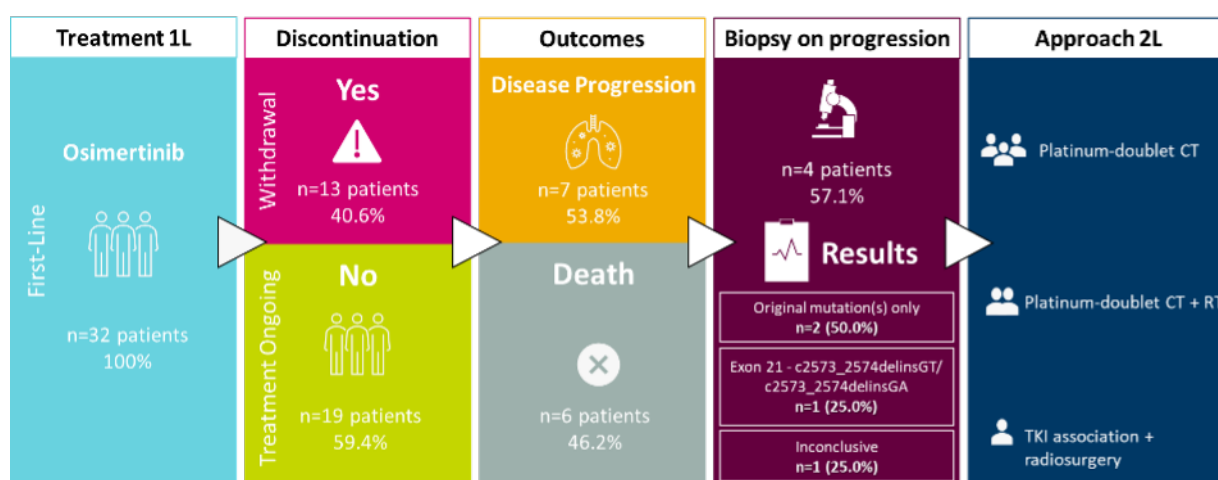 Treatment 1L
First-Line
Osimertinib
n=32 patients
100%
Discontinuation
Withdrawal
Yes
n=13 patients
40.6%
Treatment Ongoing
No
n=19 patients
59.4%
Outcomes
Disease Progression
n=7 patients
53.8%
Death
n=6 patients
46.2%
Biopsy on progression
n=4 patients
57.1%
Results
Original mutation(s) only
n=2 (50.0%)
Exon 21 - c2573_2574delinsGT/
c2573_2574delinsGA
n=1 (25.0%)
Inconclusive
n=1 (25.0%)
Approach 2L
Platinum-doublet CT
Platinum-doublet CT + RT
TKI association +
radiosurgery